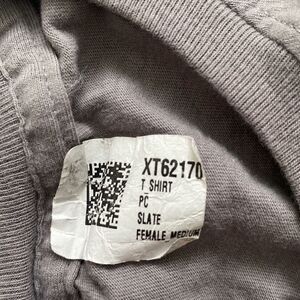 XT62170
T SHIRT
PC
SLATE
FEMALE MEDIUM